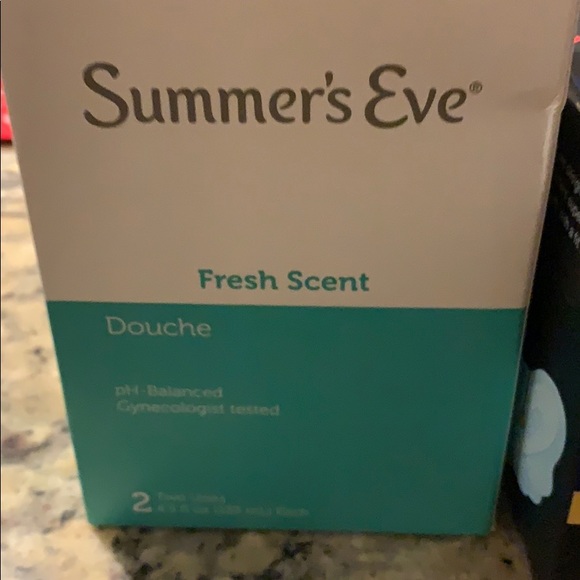 Summer's Eve®
Fresh Scent
Douche
pH-Balanced
Gynecologist tested
2